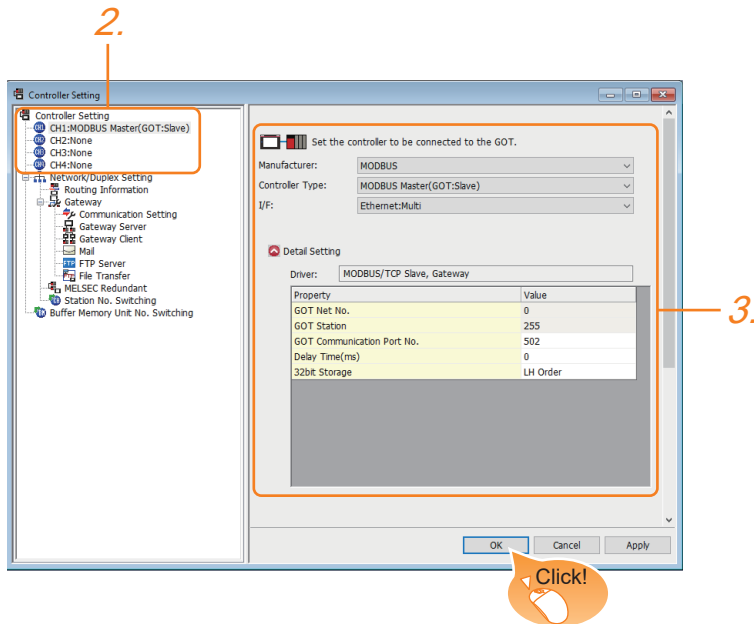 2.
Controller Setting
Controller Setting
CH1:MODBUS Master(GOT:Slave)
CH2:None
CH3:None
CH4:None
Network/Duplex Setting
Routing Information
Gateway
Communication Setting
Gateway Server
Gateway Client
Mail
FTP FTP Server
File Transfer
MELSEC Redundant
Station No. Switching
Buffer Memory Unit No. Switching
Set the controller to be connected to the GOT.
Manufacturer: MODBUS
Controller Type: MODBUS Master(GOT:Slave)
I/F: Ethernet:Multi
Detail Setting
Driver: MODBUS/TCP Slave, Gateway
Property Value
GOT Net No. 0
GOT Station 255
GOT Communication Port No. 502
Delay Time(ms) 0
32bit Storage LH Order
3.
OK Cancel Apply
Click!